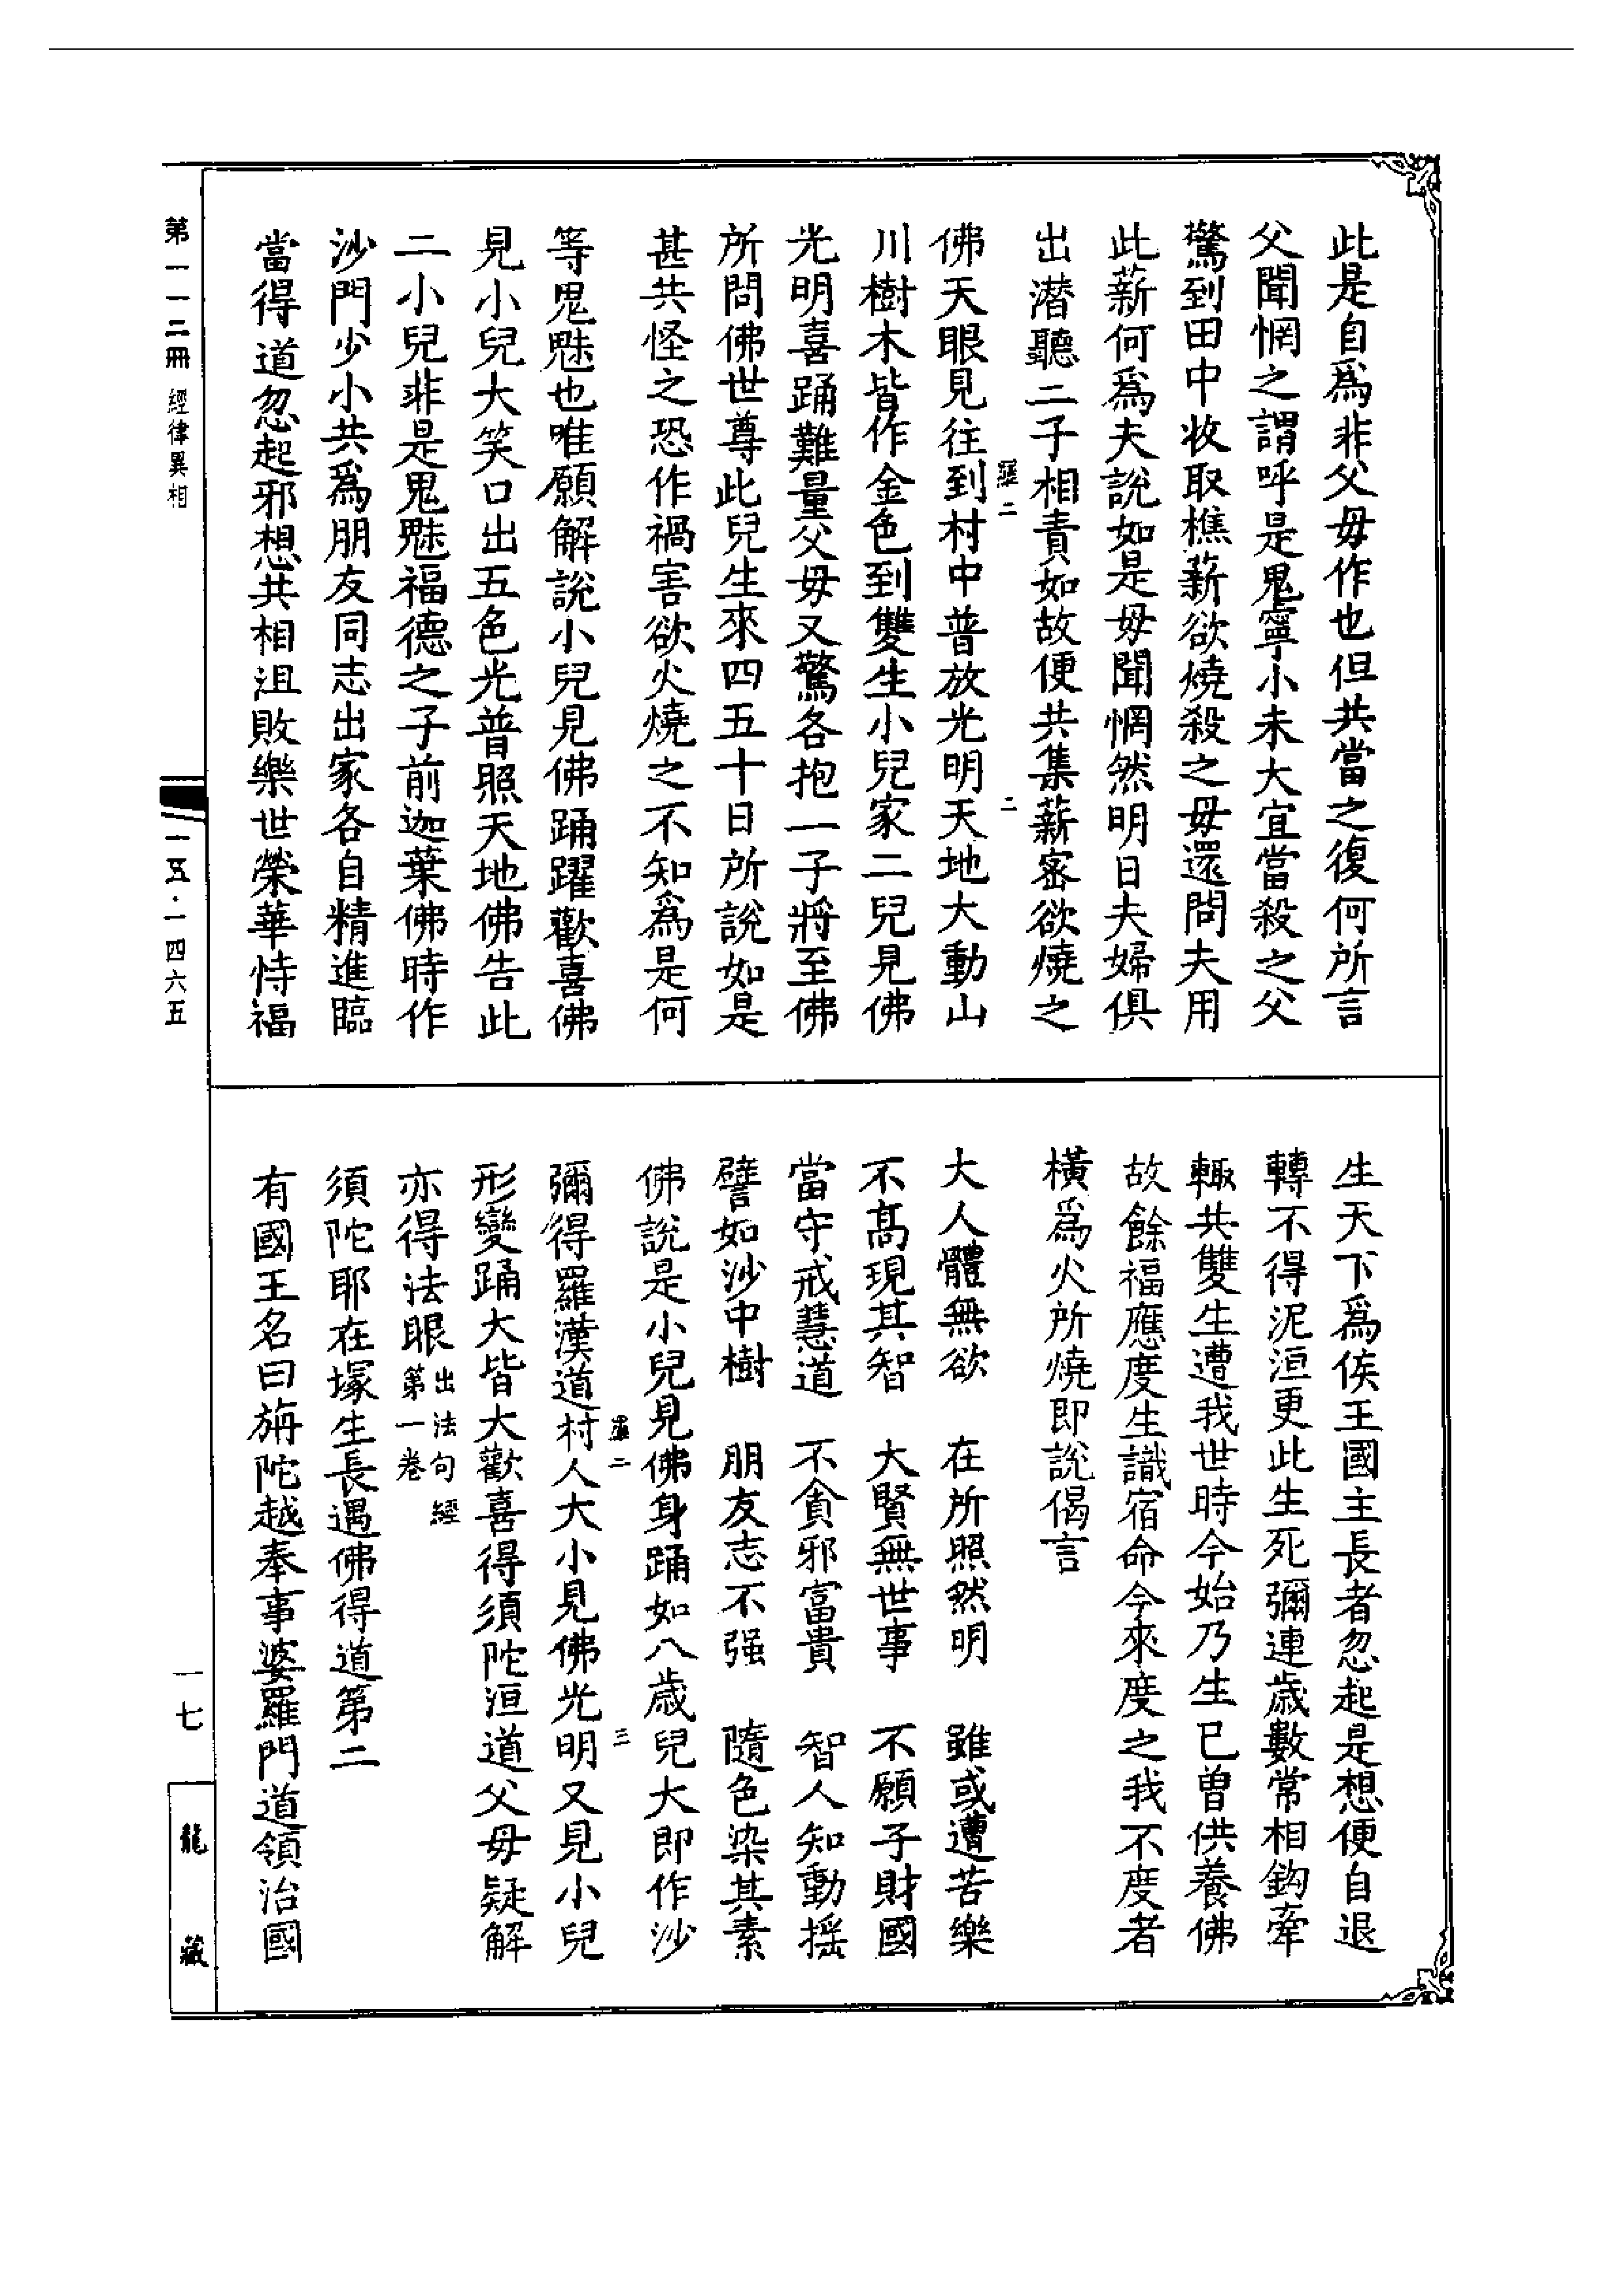 此是自爲非父毋作也但共當之復何所言
父聞惘之謂呼是鬼寧小未大宜當殺之父
驚到田中收取樵薪欲燒殺之毋還問夫用
此薪何爲夫說如是毋聞惘然明日夫婦俱
出潛聽二子相責如故便共集薪密欲燒之
佛天眼見往到村中普放光明天地大動山
川樹木皆作金色到雙生小兒家二兒見佛
光明喜踊難量父毋又驚各抱一子將至佛
所問佛世尊此兒生來四五十日所說如是
甚共怪之恐作禍害欲火燒之不知爲是何
等鬼魅也唯願解說小兒見佛踊躍歡喜佛
見小兒大笑口出五色光普照天地佛告此
二小兒非是鬼魅福德之子前迦葉佛時作
沙門少小共爲朋友同志出家各自精進臨
當得道忽起邪想共相沮敗樂世榮華恃福
生天下爲侯王國主長者忽起是想便自退
轉不得泥洹更此生死彌連歲數常相鈎牽
輙共雙生遭我世時今始乃生已曾供養佛
故餘福應度生識宿命今來度之我不度者
橫爲火所燒即說偈言
大人體無欲 在所照然明 雖或遭苦樂
不高現其智 大賢無世事 不願子財國
當守戒慧道 不貪邪富貴 智人知動搖
譬如沙中樹 朋友志不强 隨色染其素
佛說是小兒見佛身踊如八歲兒大即作沙
彌得羅漢道村人大小見佛光明又見小兒
形變踊大皆大歡喜得須陀洹道父毋疑解
亦得法眼出法句經第一卷
須陀耶在塚生長遇佛得道第二
有國王名曰旃陀越奉事婆羅門道領治國
羅二
二
羅二
三
第一一二冊 經律異相
一五·一四六五
一七
龍藏